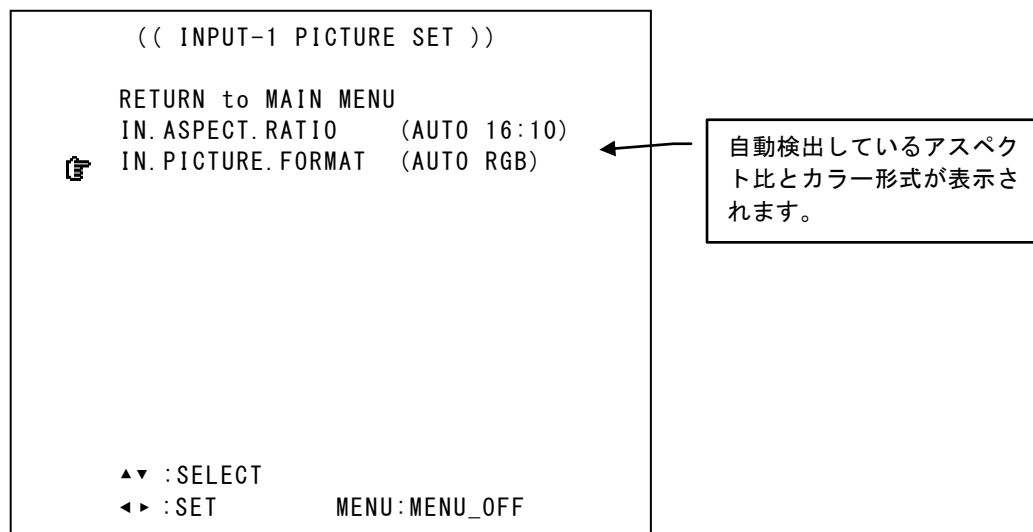 (( INPUT-1 PICTURE SET ))
RETURN to MAIN MENU
IN.ASPECT.RATIO (AUTO 16:10)
IN.PICTURE.FORMAT (AUTO RGB)
▲▼ :SELECT
◄► :SET MENU:MENU_OFF
自動検出しているアスペク
ト比とカラー形式が表示さ
れます。